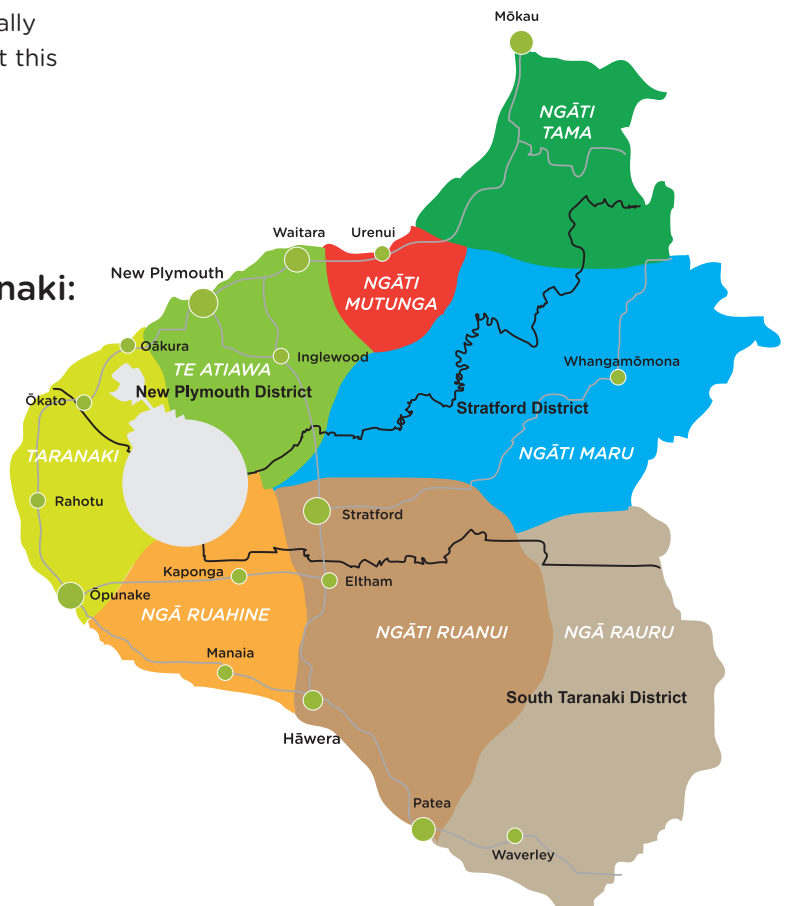 ally
t this
naki:
Mōkau
NGĀTI
TAMA
Waitara
Urenui
New Plymouth
NGĀTI
MUTUNGA
Oākura
Inglewood
TE ATIAWA
New Plymouth District
Whangamōmona
Ōkato
Stratford District
TARANAKI
NGĀTI MARU
Rahotu
Stratford
Kaponga
Eltham
Ōpunake
NGĀ RUAHINE
NGĀTI RUANUI
NGĀ RAURU
Manaia
South Taranaki District
Hāwera
Patea
Waverley